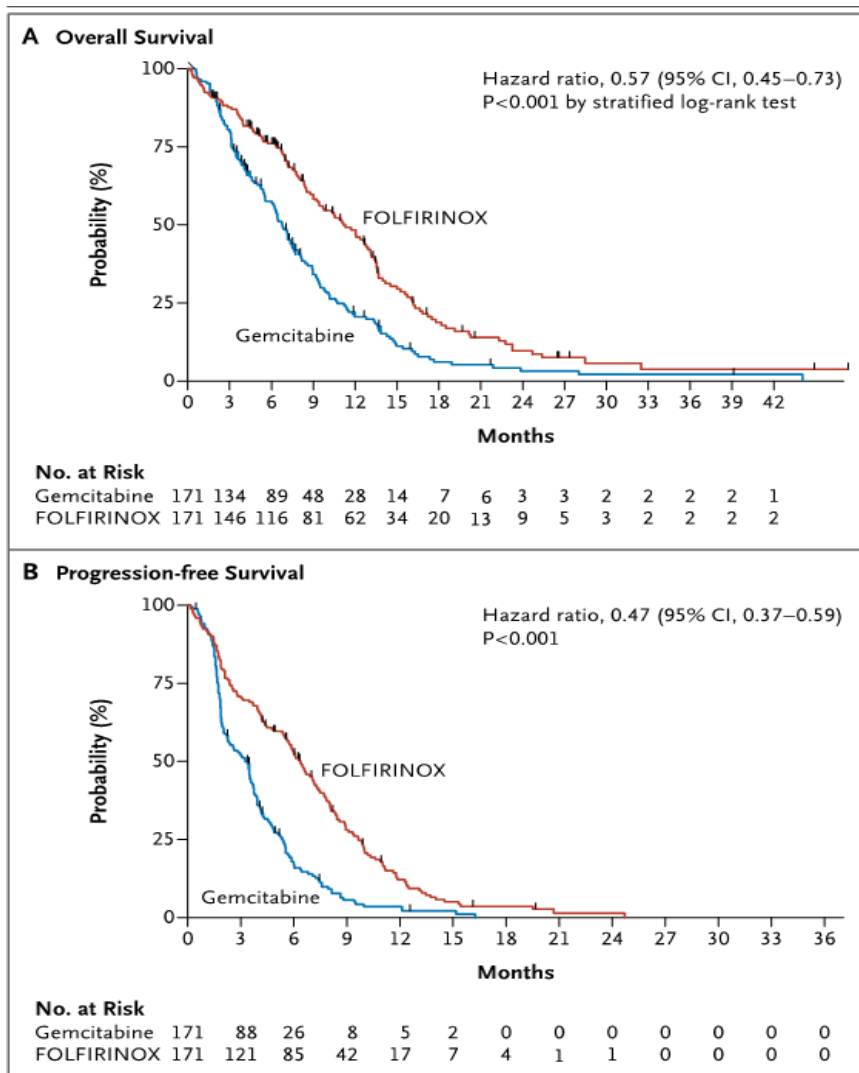 A Overall Survival
Hazard ratio, 0.57 (95% CI, 0.45–0.73)
P<0.001 by stratified log-rank test
Probability (%)
100
75
50
25
0
FOLFIRINOX
Gemcitabine
0 3 6 9 12 15 18 21 24 27 30 33 36 39 42
Months
No. at Risk
Gemcitabine 171 134 89 48 28 14 7 6 3 3 2 2 2 2 1
FOLFIRINOX 171 146 116 81 62 34 20 13 9 5 3 2 2 2 2
B Progression-free Survival
Hazard ratio, 0.47 (95% CI, 0.37–0.59)
P<0.001
Probability (%)
100
75
50
25
0
FOLFIRINOX
Gemcitabine
0 3 6 9 12 15 18 21 24 27 30 33 36
Months
No. at Risk
Gemcitabine 171 88 26 8 5 2 0 0 0 0 0 0 0
FOLFIRINOX 171 121 85 42 17 7 4 1 1 0 0 0 0